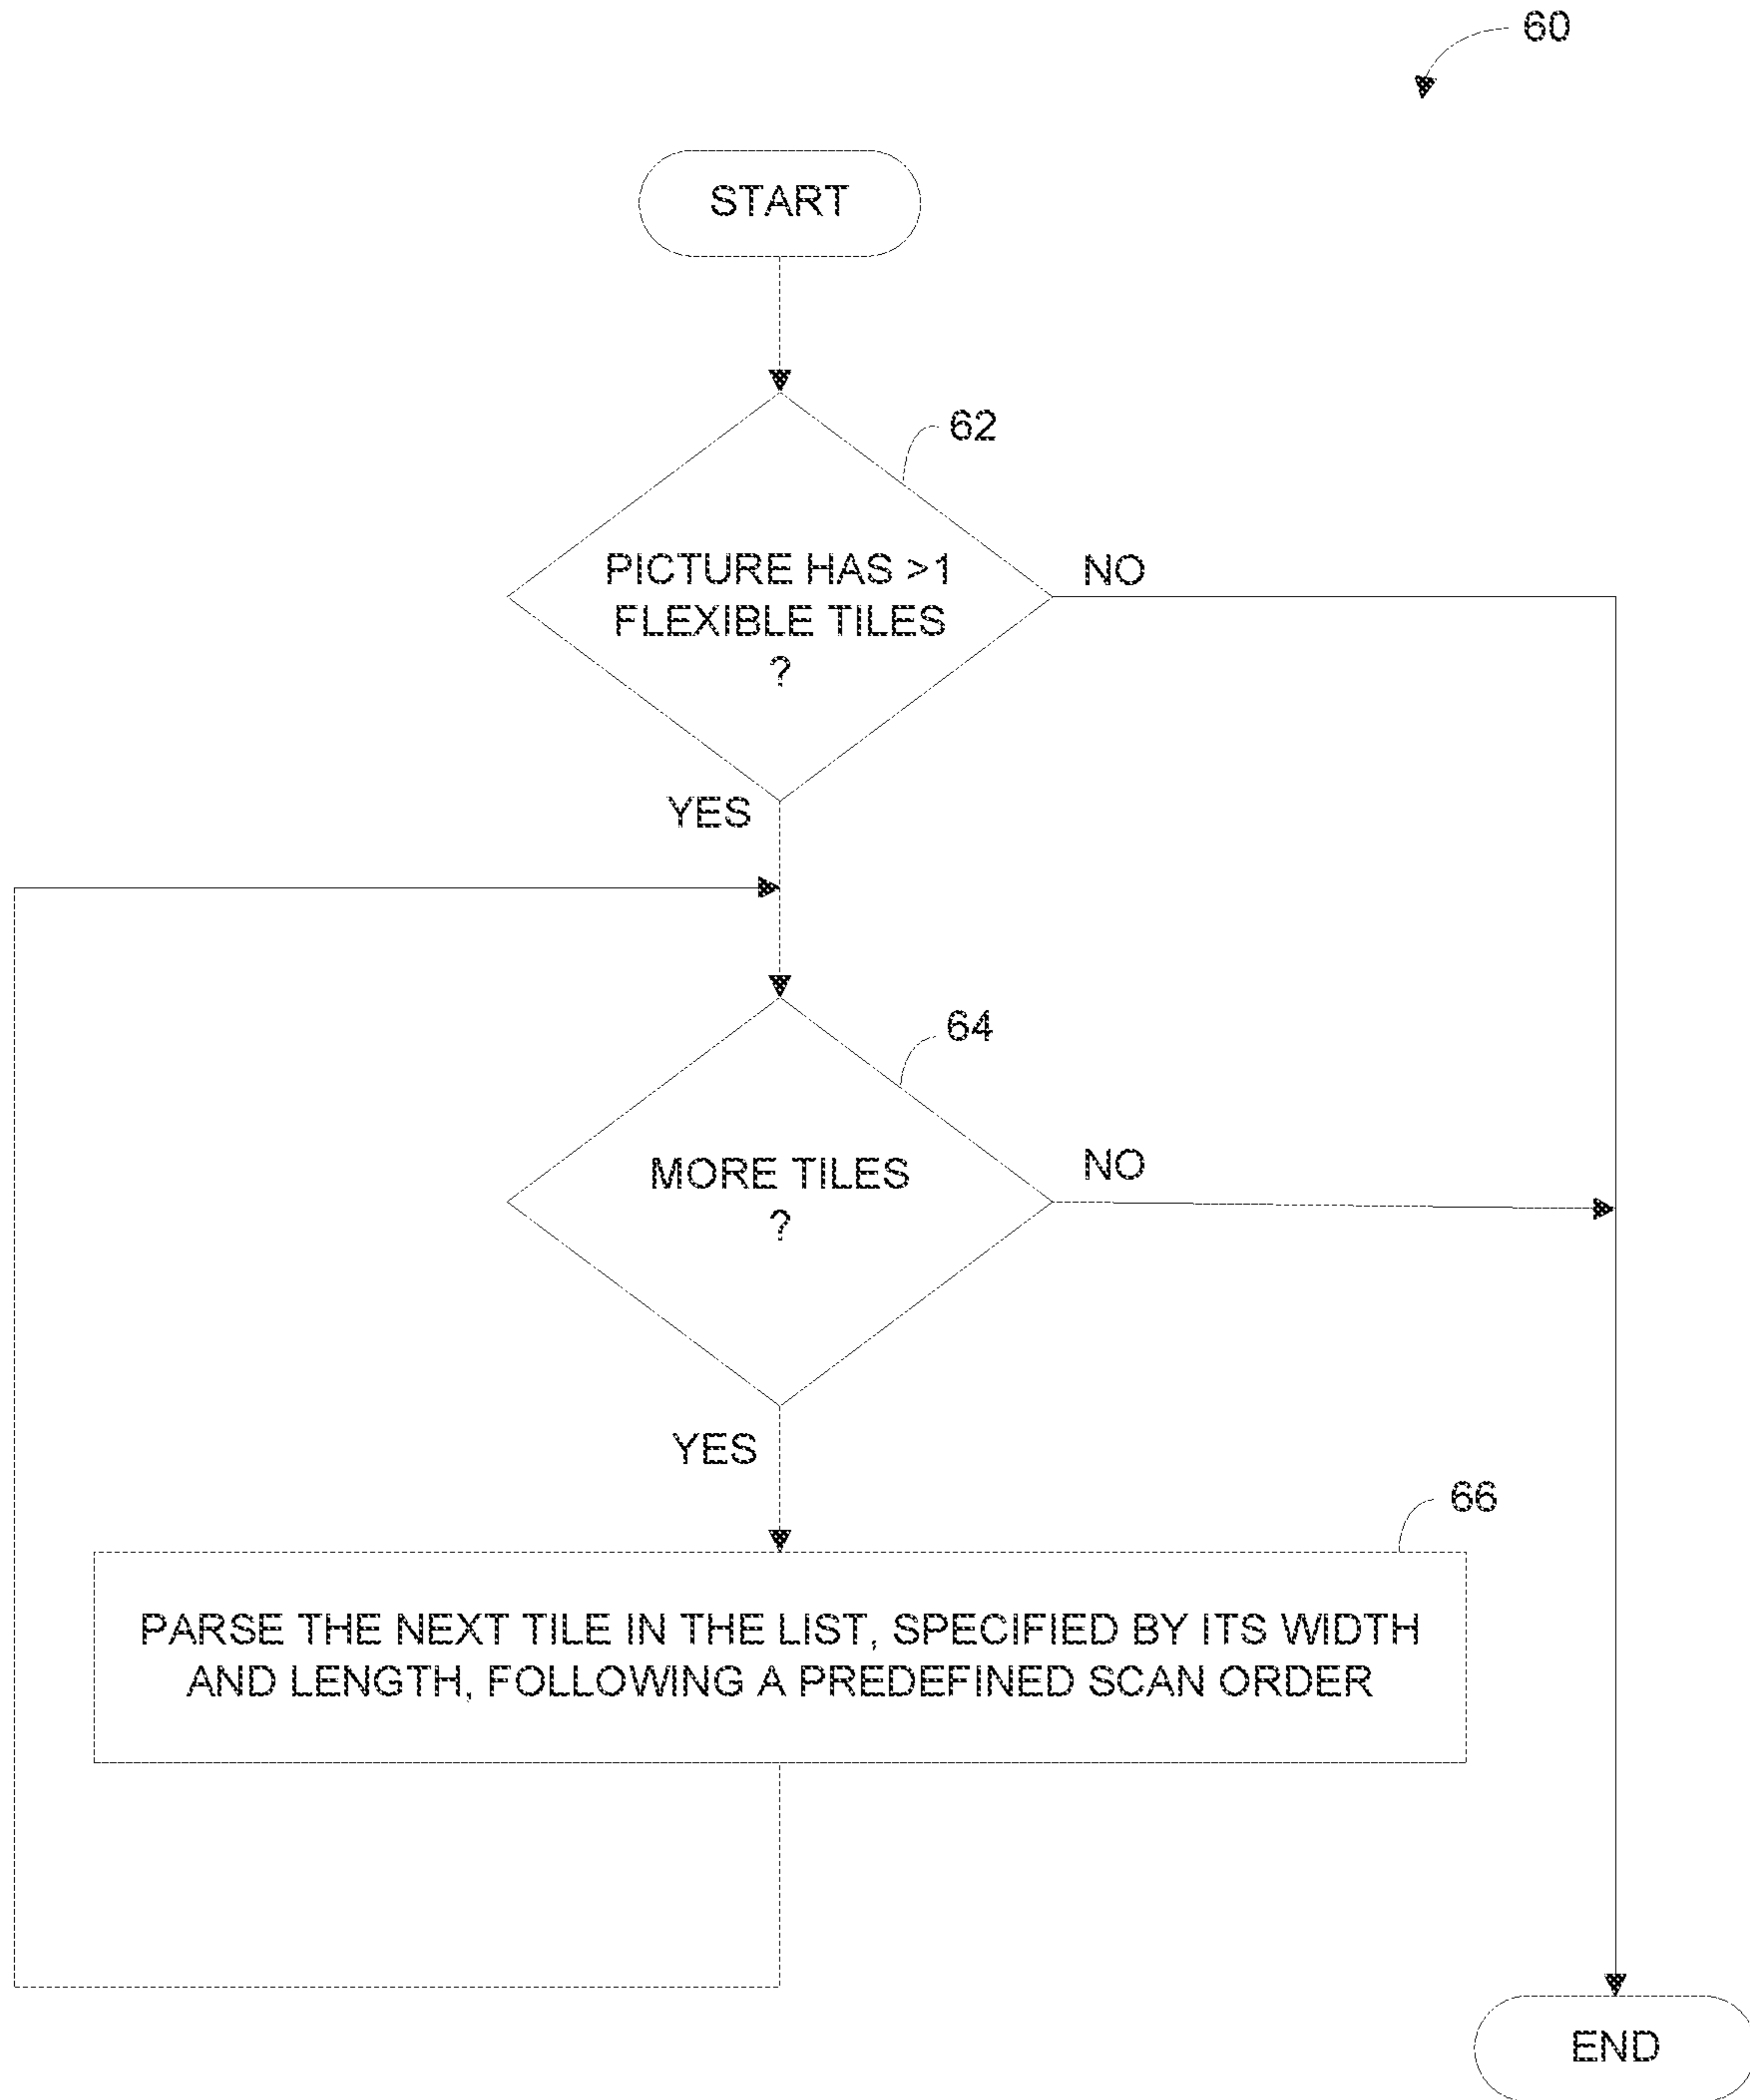 60
START
62
PICTURE HAS >1
FLEXIBLE TILES
?
NO
YES
64
MORE TILES
?
NO
YES
66
PARSE THE NEXT TILE IN THE LIST, SPECIFIED BY ITS WIDTH
AND LENGTH, FOLLOWING A PREDEFINED SCAN ORDER
END